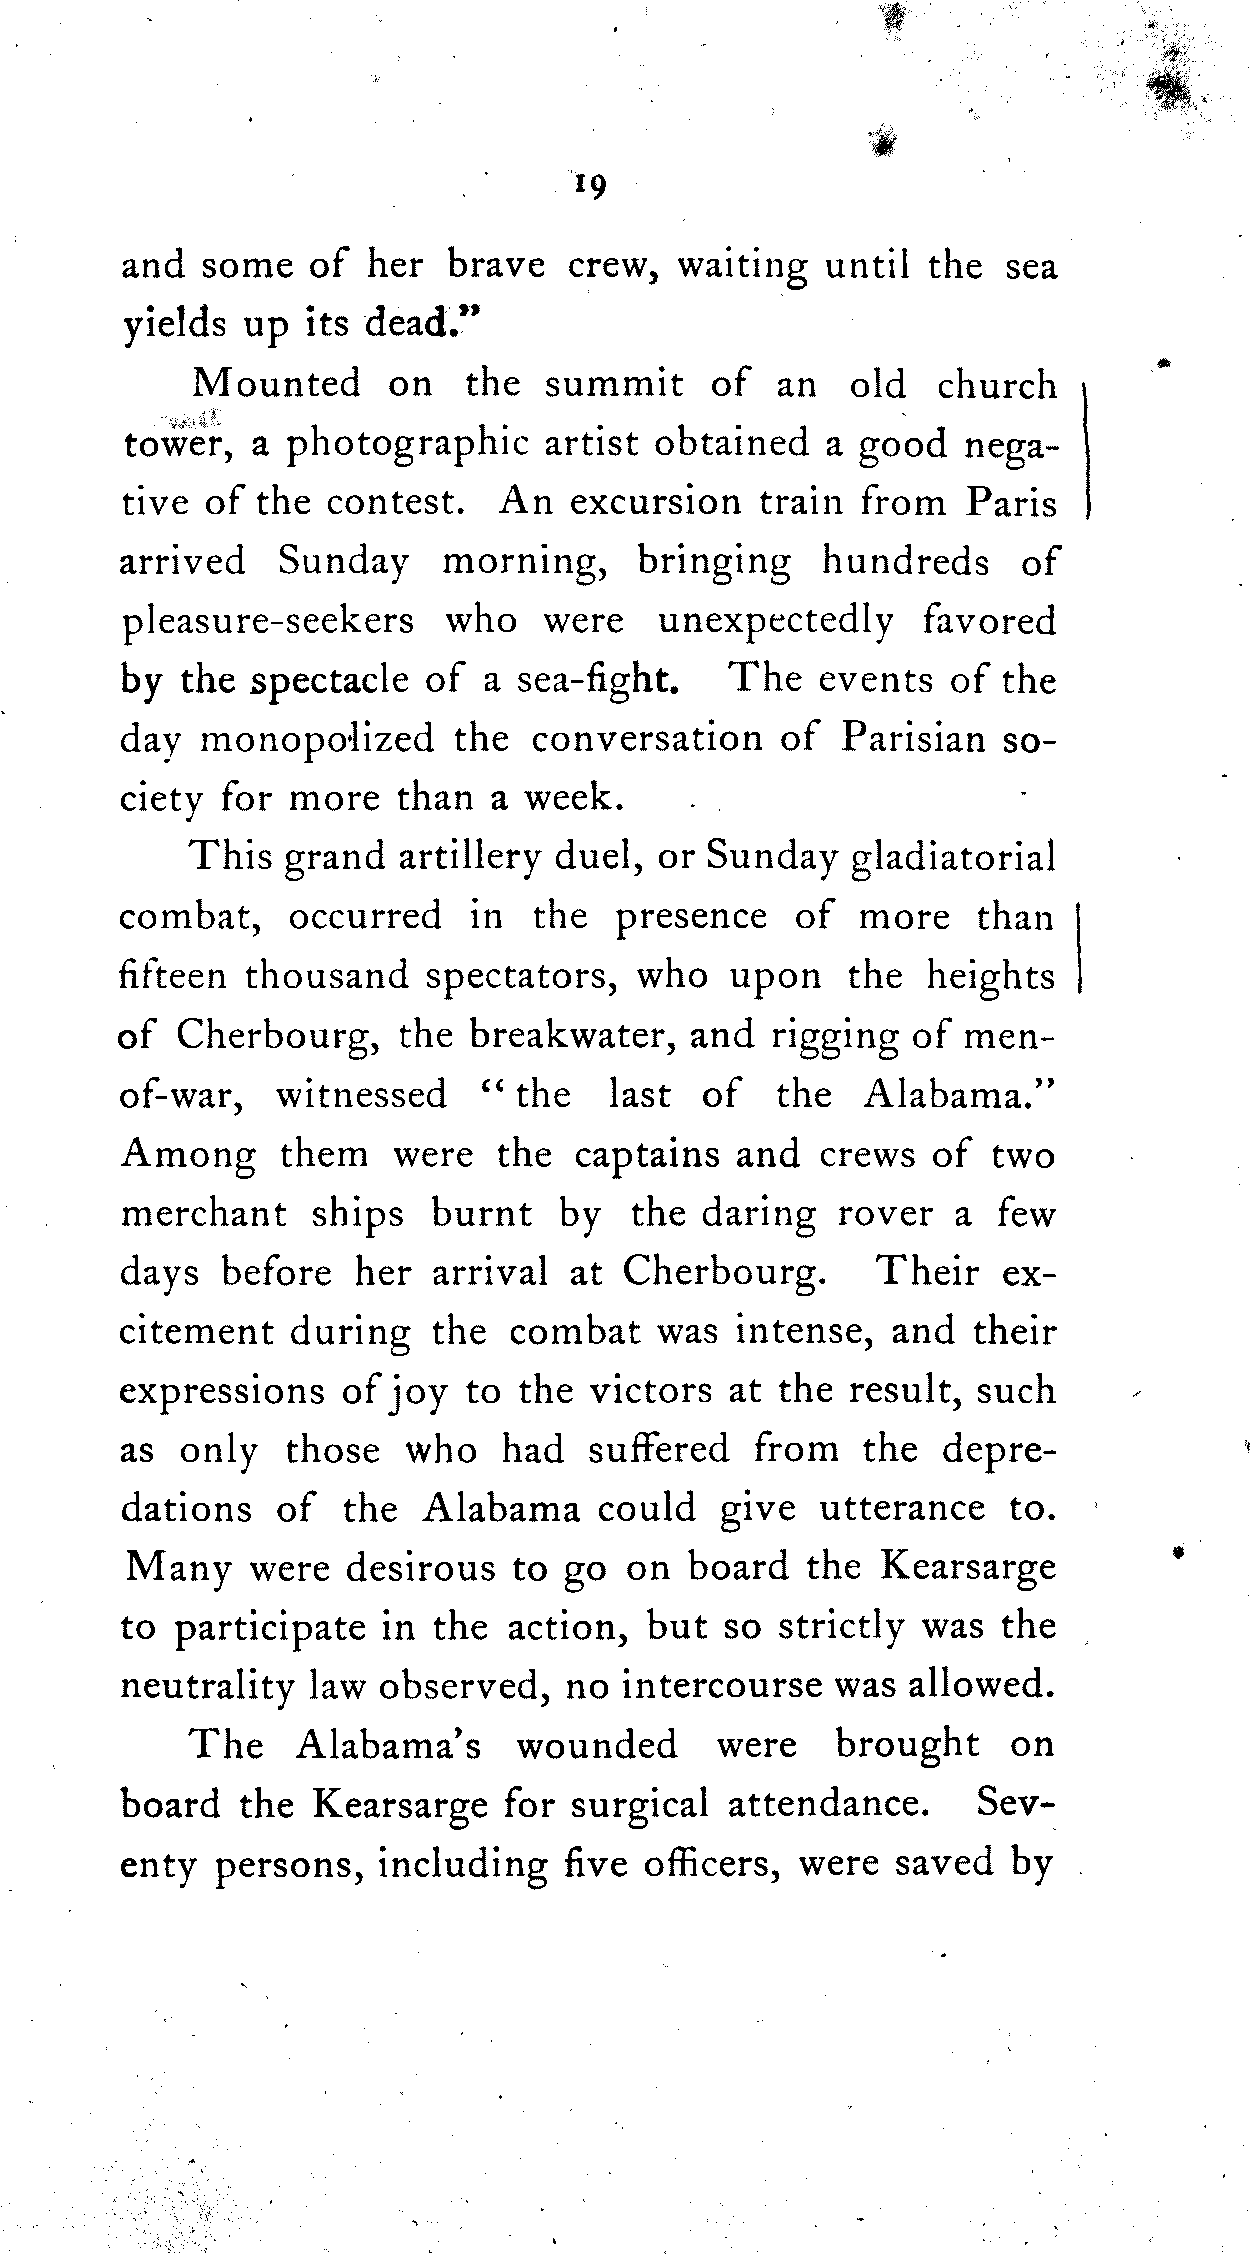 19
and some of her brave crew, waiting until the sea
yields up its dead."
Mounted on the summit of an old church
tower, a photographic artist obtained a good nega-
tive of the contest. An excursion train from Paris
arrived Sunday morning, bringing hundreds of
pleasure-seekers who were unexpectedly favored
by the spectacle of a sea-fight. The events of the
day monopolized the conversation of Parisian so-
ciety for more than a week.
This grand artillery duel, or Sunday gladiatorial
combat, occurred in the presence of more than
fifteen thousand spectators, who upon the heights
of Cherbourg, the breakwater, and rigging of men-
of-war, witnessed "the last of the Alabama."
Among them were the captains and crews of two
merchant ships burnt by the daring rover a few
days before her arrival at Cherbourg. Their ex-
citement during the combat was intense, and their
expressions of joy to the victors at the result, such
as only those who had suffered from the depre-
dations of the Alabama could give utterance to.
Many were desirous to go on board the Kearsarge
to participate in the action, but so strictly was the
neutrality law observed, no intercourse was allowed.
The Alabama's wounded were brought on
board the Kearsarge for surgical attendance. Sev-
enty persons, including five officers, were saved by